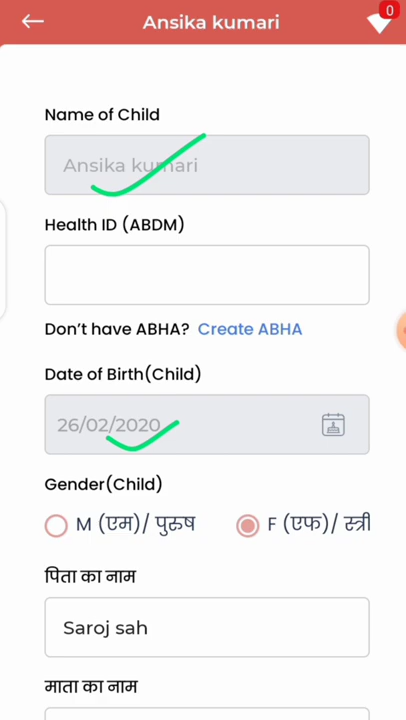 Ansika kumari
0
Name of Child
Ansika kumari
Health ID (ABDM)
Don't have ABHA? Create ABHA
Date of Birth(Child)
26/02/2020
Gender(Child)
M (एम)/ पुरुष F (एफ)/ स्त्री
पिता का नाम
Saroj sah
माता का नाम